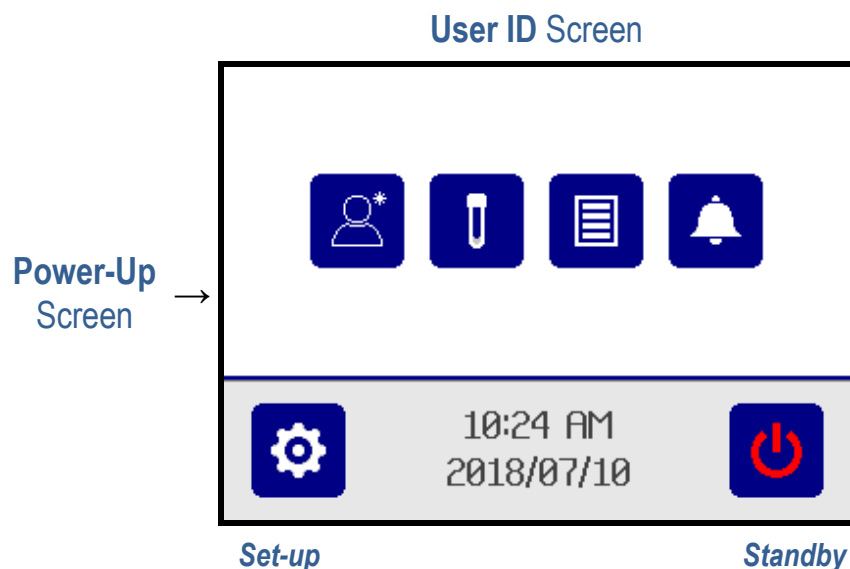 User ID Screen
Power-Up
Screen
→
10:24 AM
2018/07/10
Set-up
Standby